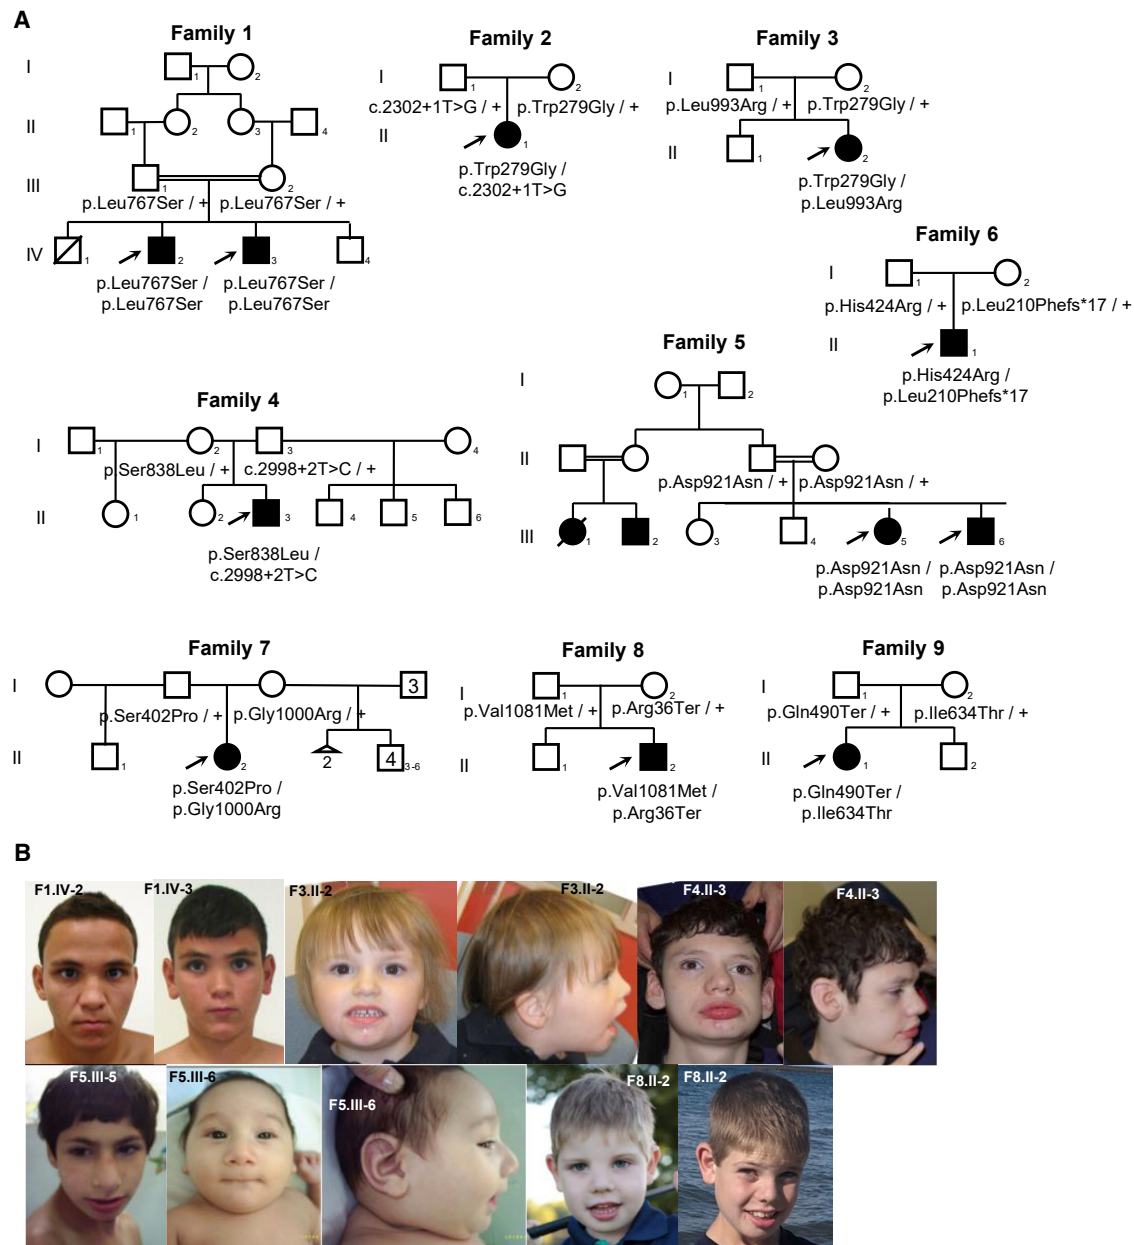 A
Family 1
I
1
2
II
1
2
3
4
III
1
2
p.Leu767Ser / + p.Leu767Ser / +
IV
1
2
3
4
p.Leu767Ser / p.Leu767Ser /
p.Leu767Ser p.Leu767Ser
Family 2
I
1
2
c.2302+1T>G / + p.Trp279Gly / +
II
1
p.Trp279Gly /
c.2302+1T>G
Family 3
I
1
2
p.Leu993Arg / + p.Trp279Gly / +
II
1
2
p.Trp279Gly /
p.Leu993Arg
Family 6
I
1
2
p.His424Arg / + p.Leu210Phefs*17 / +
II
1
p.His424Arg /
p.Leu210Phefs*17
Family 4
I
1
2
3
4
p.Ser838Leu / + c.2998+2T>C / +
II
1
2
3
4
5
6
p.Ser838Leu /
c.2998+2T>C
Family 5
I
1
2
II
p.Asp921Asn / + p.Asp921Asn / +
III
1
2
3
4
5
6
p.Asp921Asn / p.Asp921Asn /
p.Asp921Asn p.Asp921Asn
Family 7
I
3
p.Ser402Pro / + p.Gly1000Arg / +
II
1
2
2
4
3-6
p.Ser402Pro /
p.Gly1000Arg
Family 8
I
1
2
p.Val1081Met / + p.Arg36Ter / +
II
1
2
p.Val1081Met /
p.Arg36Ter
Family 9
I
1
2
p.Gln490Ter / + p.Ile634Thr / +
II
1
2
p.Gln490Ter /
p.Ile634Thr
B
F1.IV-2
F1.IV-3
F3.II-2
F3.II-2
F4.II-3
F4.II-3
F5.III-5
F5.III-6
F5.III-6
F8.II-2
F8.II-2